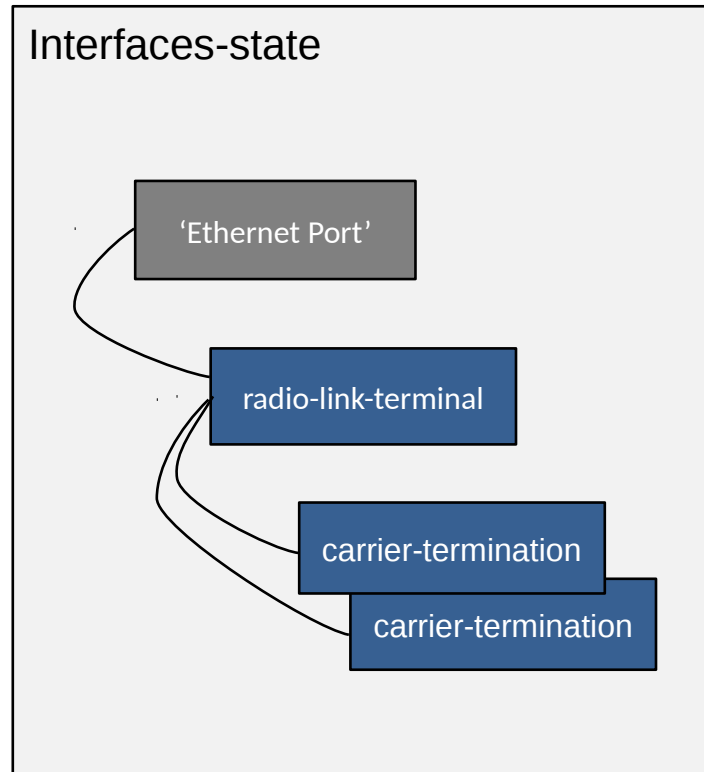 Interfaces-state
‘Ethernet Port’
radio-link-terminal
carrier-termination
carrier-termination